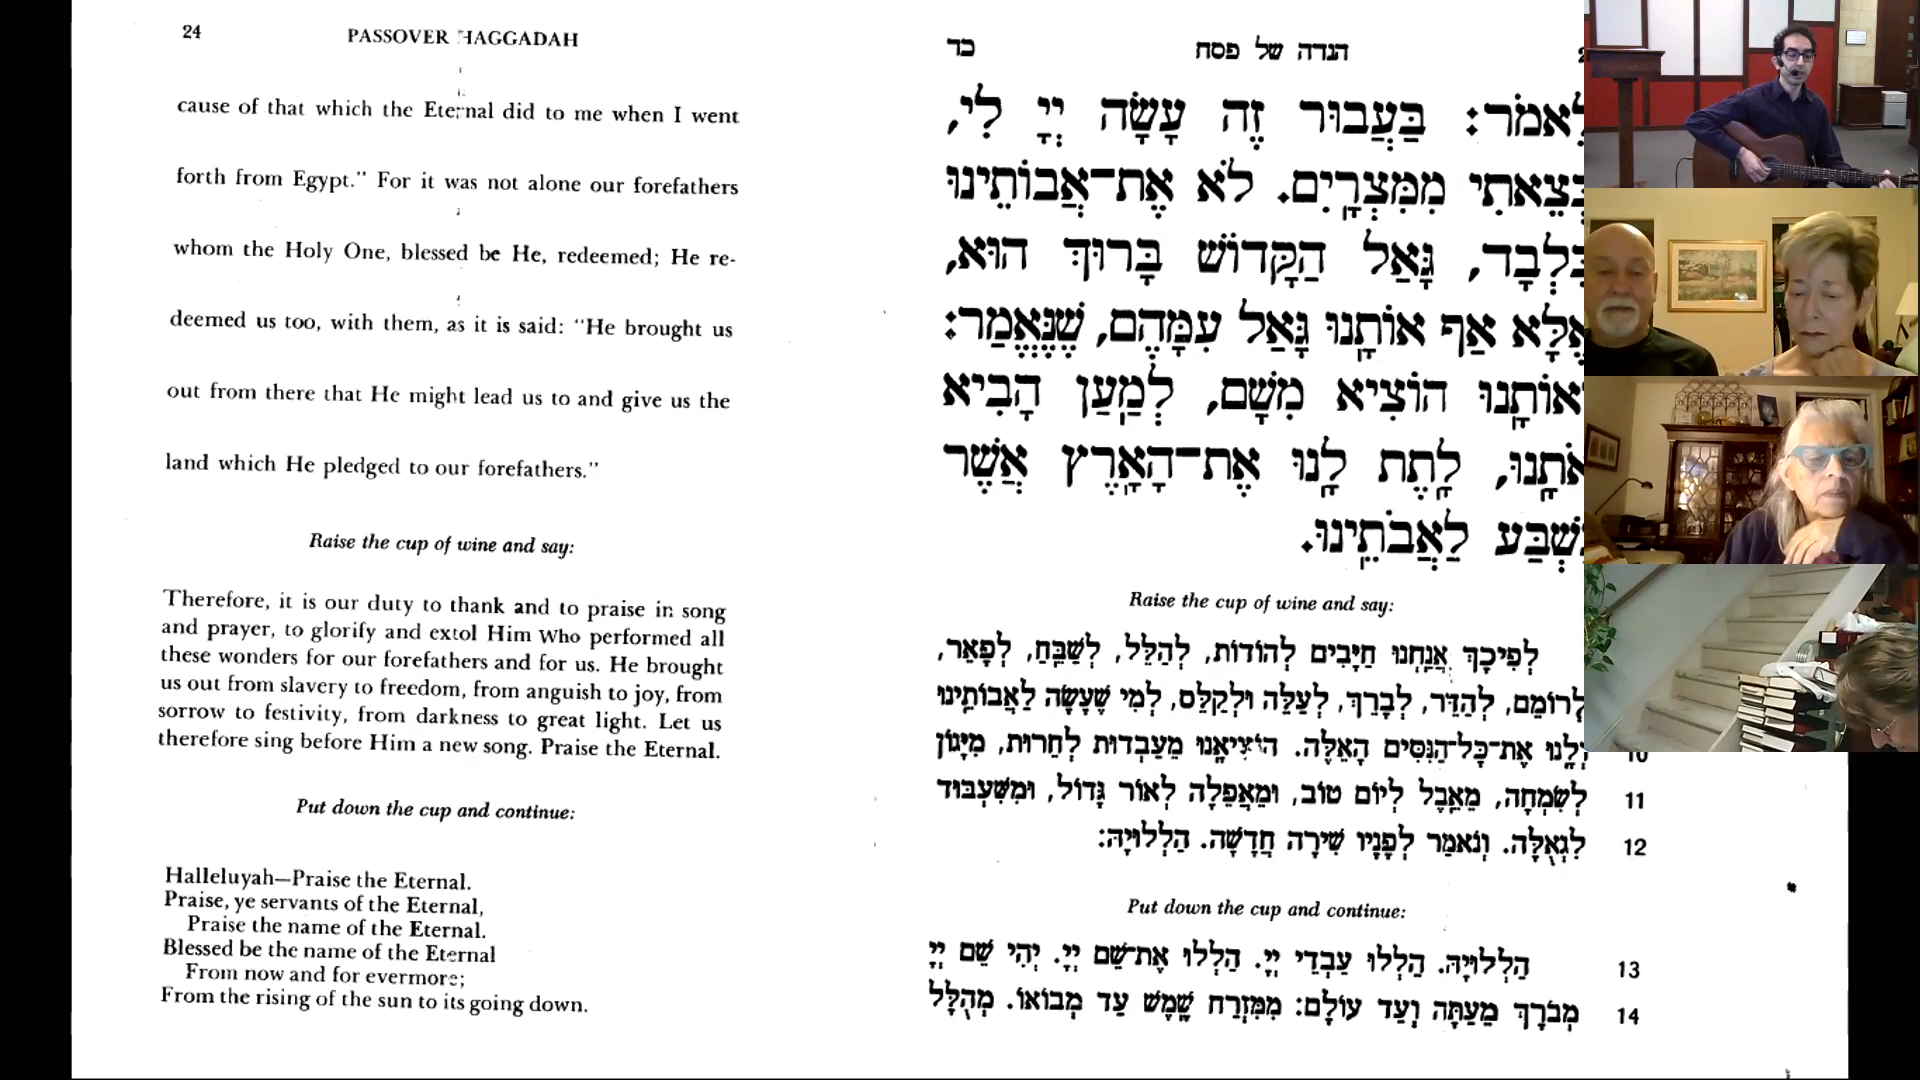 24
PASSOVER HAGGADAH
cause of that which the Eternal did to me when I went
forth from Egypt.” For it was not alone our forefathers
whom the Holy One, blessed be He, redeemed; He re-
deemed us too, with them, as it is said: “He brought us
out from there that He might lead us to and give us the
land which He pledged to our forefathers.”
Raise the cup of wine and say:
Therefore, it is our duty to thank and to praise in song
and prayer, to glorify and extol Him Who performed all
these wonders for our forefathers and for us. He brought
us out from slavery to freedom, from anguish to joy, from
sorrow to festivity, from darkness to great light. Let us
therefore sing before Him a new song. Praise the Eternal.
Put down the cup and continue:
Halleluyah—Praise the Eternal.
Praise, ye servants of the Eternal,
Praise the name of the Eternal.
Blessed be the name of the Eternal
From now and for evermore;
From the rising of the sun to its going down.
הגדה של פסח
כד
לֵאמֹר: בַּעֲבוּר זֶה עָשָׂה יְיָ לִי,
בְּצֵאתִי מִמִּצְרָיִם. לֹא אֶת־אֲבוֹתֵינוּ
בִּלְבָד, גָּאַל הַקָּדוֹשׁ בָּרוּךְ הוּא,
אֶלָּא אַף אוֹתָנוּ גָּאַל עִמָּהֶם, שֶׁנֶּאֱמַר:
וְאוֹתָנוּ הוֹצִיא מִשָּׁם, לְמַעַן הָבִיא
אֹתָנוּ, לָתֶת לָנוּ אֶת־הָאָרֶץ אֲשֶׁר
נִשְׁבַּע לַאֲבֹתֵינוּ.
Raise the cup of wine and say:
לְפִיכָךְ אֲנַחְנוּ חַיָּבִים לְהוֹדוֹת, לְהַלֵּל, לְשַׁבֵּחַ, לְפָאֵר,
לְרוֹמֵם, לְהַדֵּר, לְבָרֵךְ, לְעַלֵּה וּלְקַלֵּס, לְמִי שֶׁעָשָׂה לַאֲבוֹתֵינוּ
וְלָנוּ אֶת־כָּל־הַנִּסִּים הָאֵלֶּה. הוֹצִיאָנוּ מֵעַבְדוּת לְחֵרוּת, מִיָּגוֹן 10
לְשִׂמְחָה, מֵאֵבֶל לְיוֹם טוֹב, וּמֵאֲפֵלָה לְאוֹר גָּדוֹל, וּמִשִּׁעְבּוּד 11
לִגְאֻלָּה. וְנֹאמַר לְפָנָיו שִׁירָה חֲדָשָׁה. הַלְלוּיָהּ: 12
Put down the cup and continue:
הַלְלוּיָהּ. הַלְלוּ עַבְדֵי יְיָ. הַלְלוּ אֶת־שֵׁם יְיָ. יְהִי שֵׁם יְיָ 13
מְבֹרָךְ מֵעַתָּה וְעַד עוֹלָם: מִמִּזְרַח שֶׁמֶשׁ עַד מְבוֹאוֹ. מְהֻלָּל 14